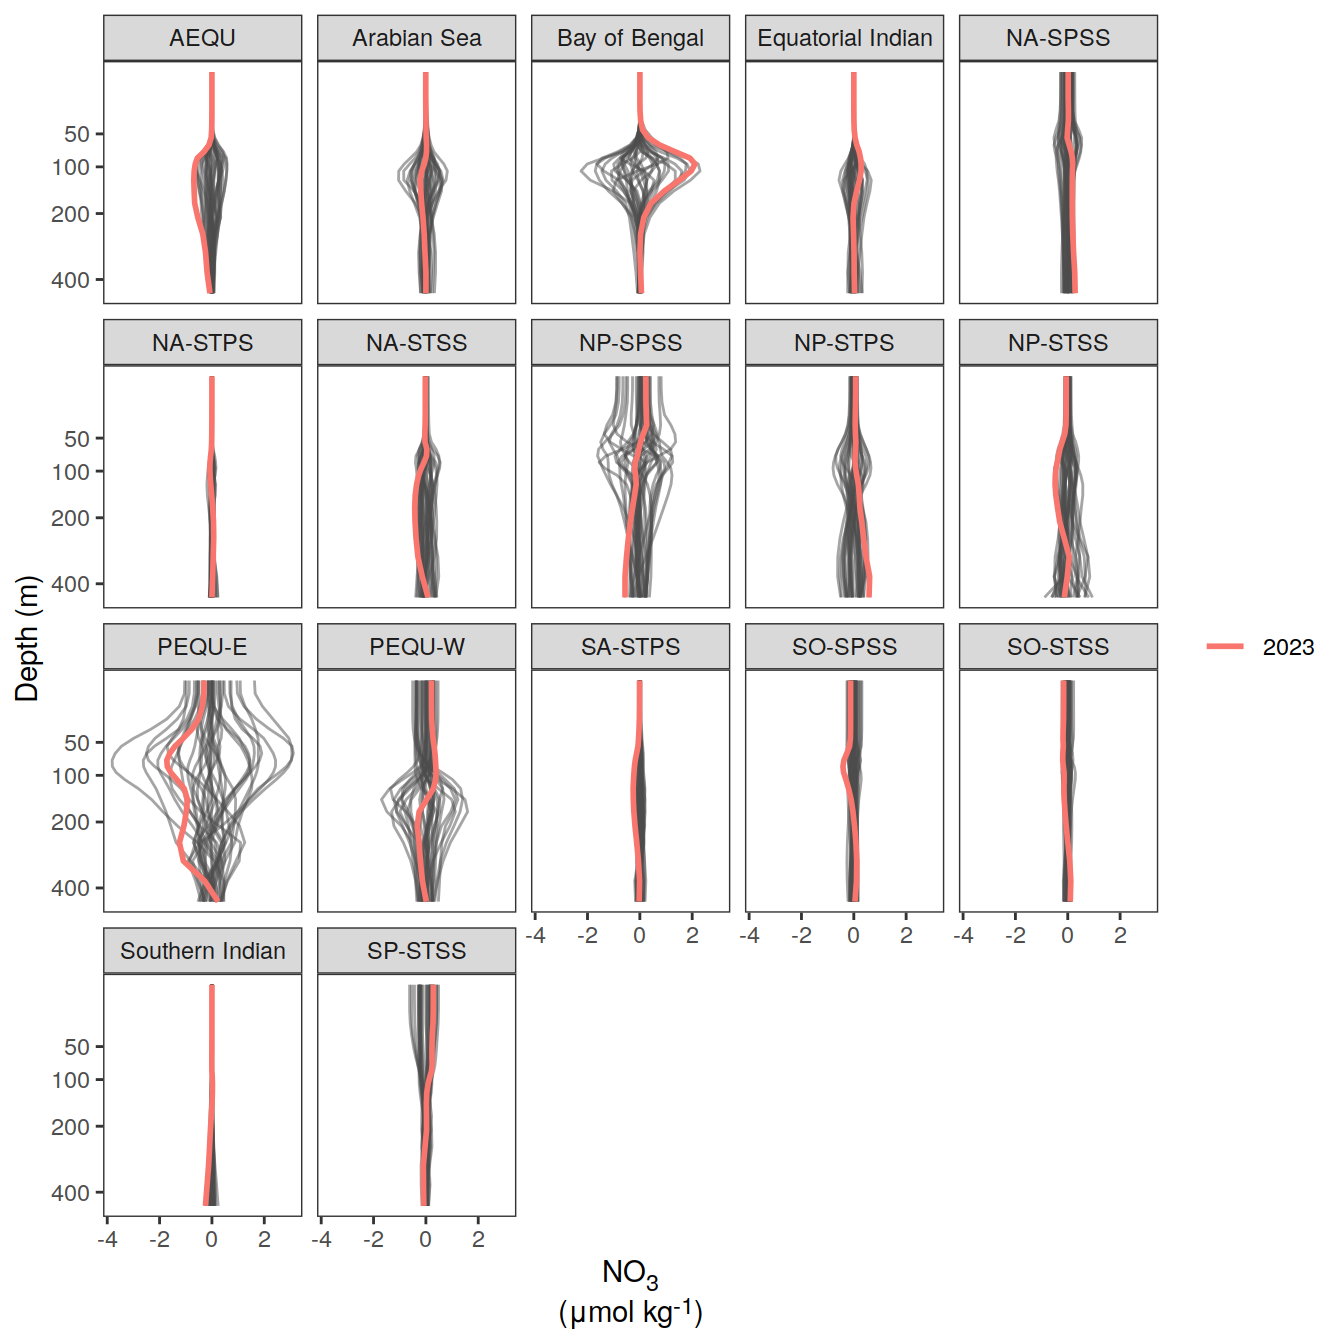 AEQU Arabian Sea Bay of Bengal Equatorial Indian NA-SPSS
50
100
200
400
NA-STPS NA-STSS NP-SPSS NP-STPS NP-STSS
50
100
200
400
Depth (m)
PEQU-E PEQU-W SA-STPS SO-SPSS SO-STSS
2023
50
100
200
400
-4 -2 0 2 -4 -2 0 2 -4 -2 0 2
Southern Indian SP-STSS
50
100
200
400
-4 -2 0 2 -4 -2 0 2
NO3
(µmol kg-1)